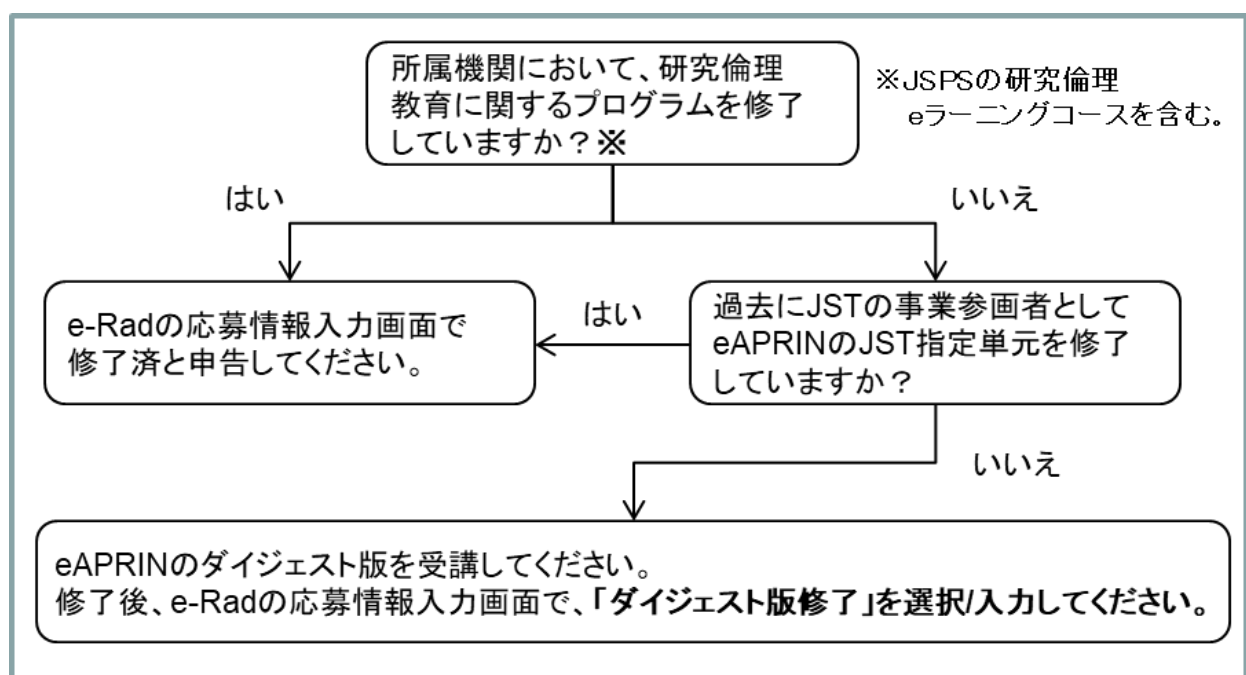 所属機関において、研究倫理
教育に関するプログラムを修了
していますか？※
※JSPSの研究倫理
eラーニングコースを含む。
はい
いいえ
e-Radの応募情報入力画面で
修了済と申告してください。
はい
過去にJSTの事業参画者として
eAPRINのJST指定単元を修了
していますか？
いいえ
eAPRINのダイジェスト版を受講してください。
修了後、e-Radの応募情報入力画面で、「ダイジェスト版修了」を選択/入力してください。